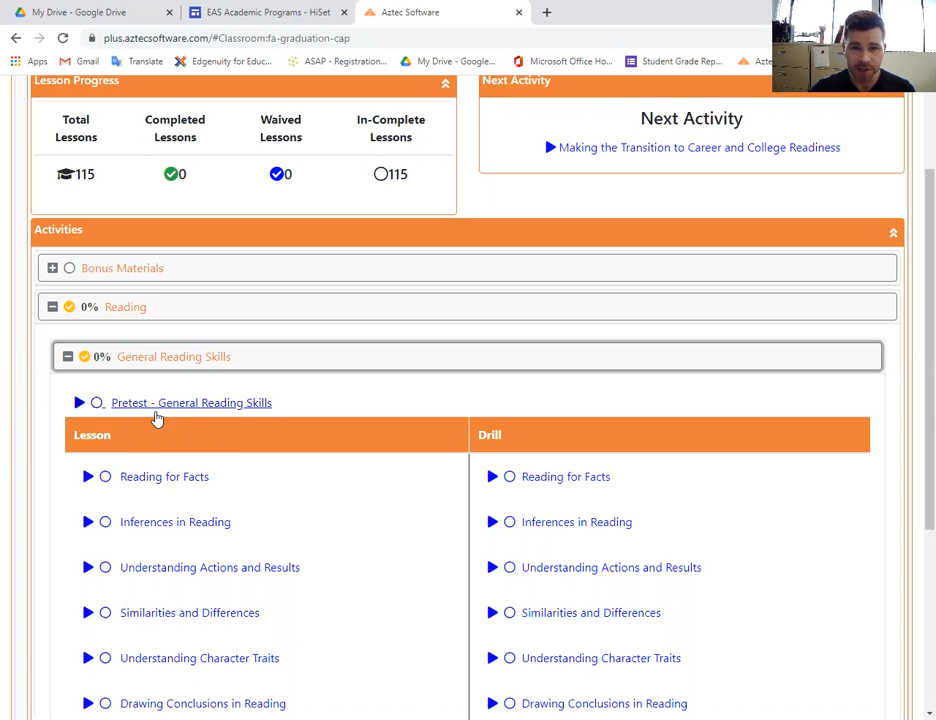 My Drive - Google Drive
EAS Academic Programs - HiSet
Aztec Software
plus.aztecsoftware.com/#Classroom:fa-graduation-cap
Apps
Gmail
Translate
Edgenuity for Educ...
ASAP - Registration...
My Drive - Google...
Microsoft Office Ho...
Student Grade Rep...
Lesson Progress
Total Lessons
Completed Lessons
Waived Lessons
In-Complete Lessons
115
0
0
115
Next Activity
Next Activity
Making the Transition to Career and College Readiness
Activities
Bonus Materials
0% Reading
0% General Reading Skills
Pretest - General Reading Skills
Lesson
Drill
Reading for Facts
Reading for Facts
Inferences in Reading
Inferences in Reading
Understanding Actions and Results
Understanding Actions and Results
Similarities and Differences
Similarities and Differences
Understanding Character Traits
Understanding Character Traits
Drawing Conclusions in Reading
Drawing Conclusions in Reading